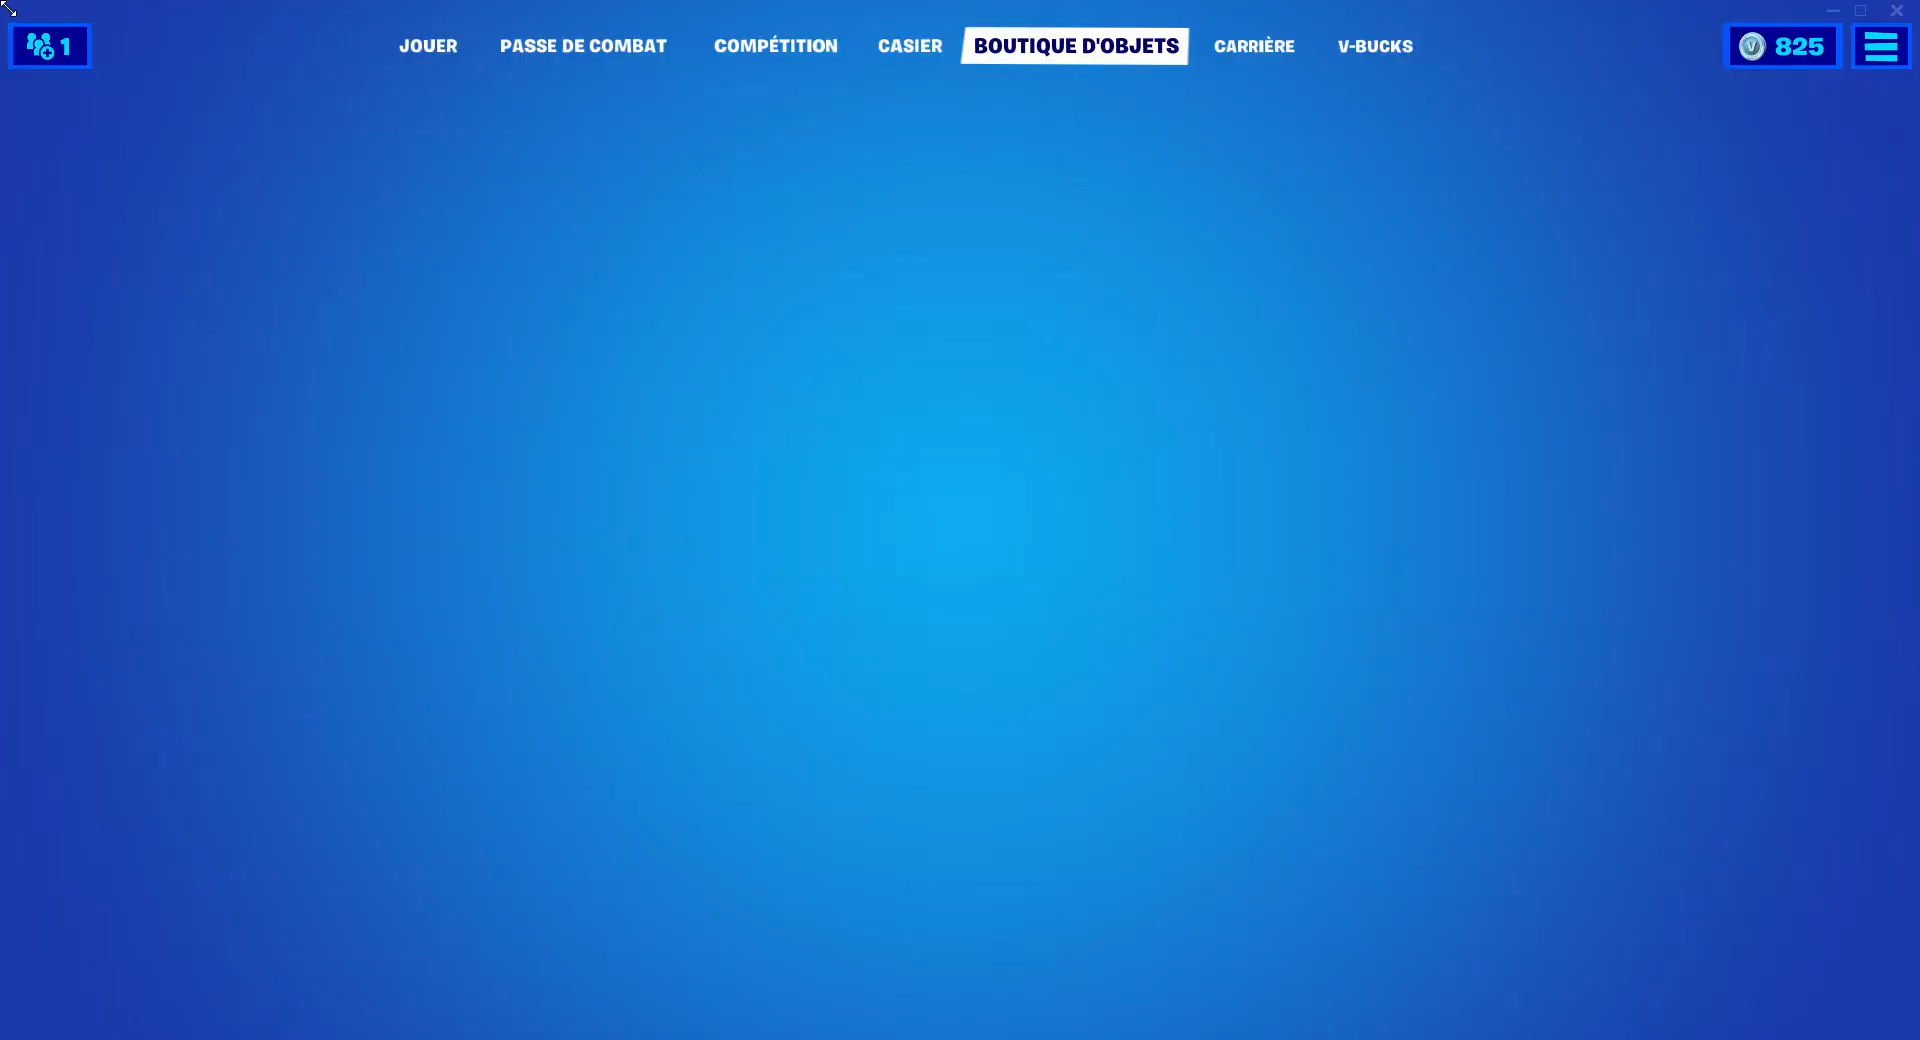 1 JOUER PASSE DE COMBAT COMPÉTITION CASIER BOUTIQUE D'OBJETS CARRIÈRE V-BUCKS V 825